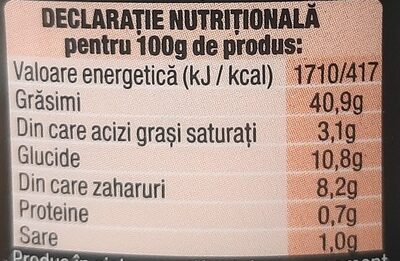 DECLARAȚIE NUTRIȚIONALĂ
pentru 100g de produs:
Valoare energetică (kJ / kcal) 1710/417
Grăsimi 40,9g
Din care acizi grași saturați 3,1g
Glucide 10,8g
Din care zaharuri 8,2g
Proteine 0,7g
Sare 1,0g